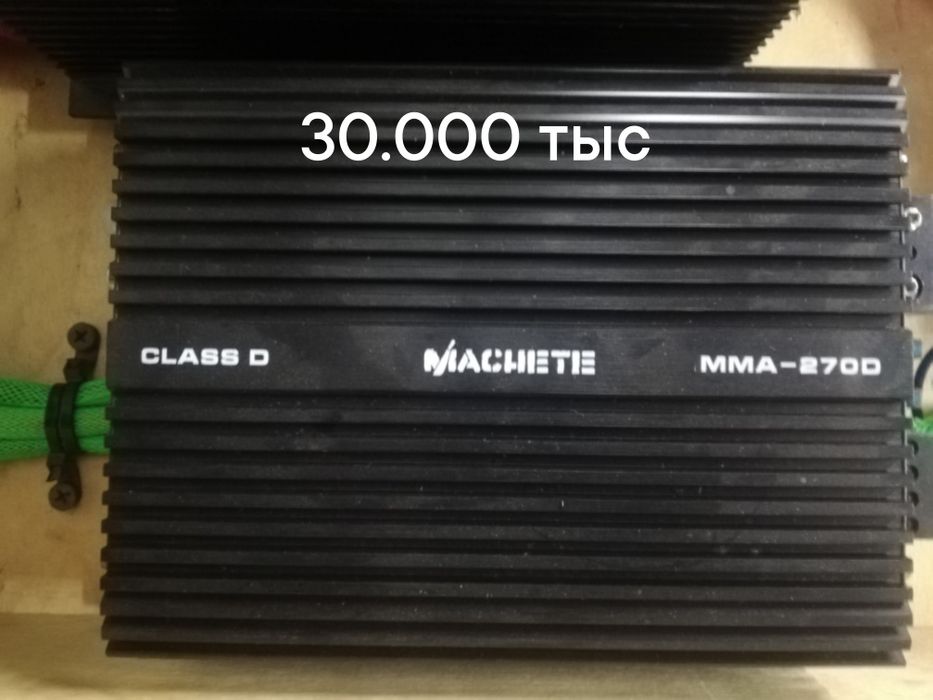 30.000 тыс
CLASS D MACHETE MMA-270D